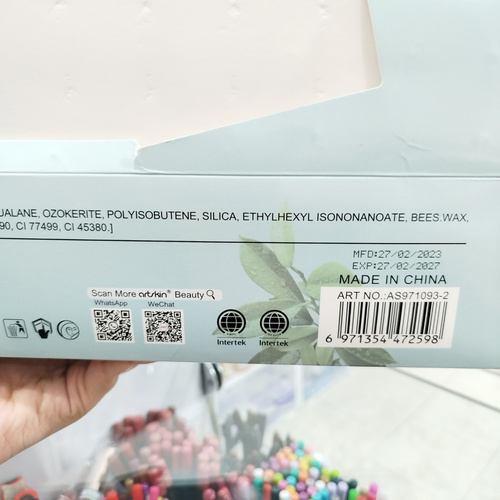 UALANE, OZOKERITE, POLYISOBUTENE, SILICA, ETHYLHEXYL ISONONANOATE, BEES.WAX,
90, CI 77499, CI 45380.]
MFD:27/02/2023
EXP:27/02/2027
MADE IN CHINA
Scan More artskin® Beauty
WhatsApp WeChat
Intertek Intertek
ART NO.:AS971093-2
6 971354 472598